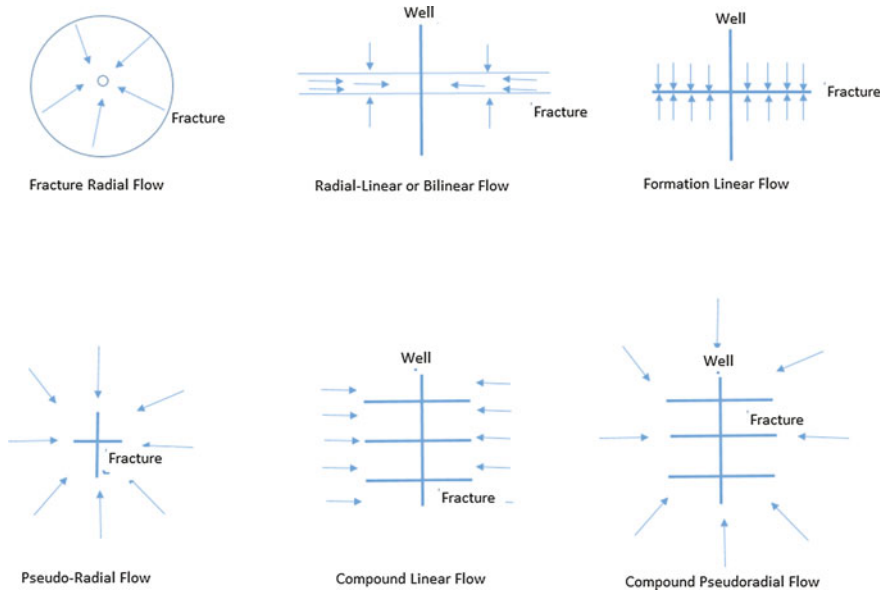 Fracture
Fracture Radial Flow
Well
Fracture
Radial-Linear or Bilinear Flow
Well
Fracture
Formation Linear Flow
Fracture
Pseudo-Radial Flow
Well
Fracture
Compound Linear Flow
Well
Fracture
Compound Pseudoradial Flow